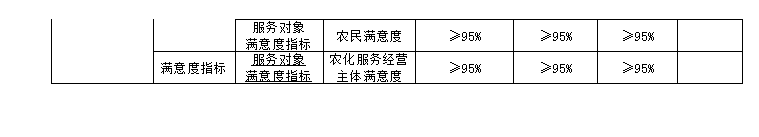 服务对象
满意度指标 农民满意度 ≥95% ≥95% ≥95%
满意度指标 服务对象
满意度指标 农化服务经营
主体满意度 ≥95% ≥95% ≥95%